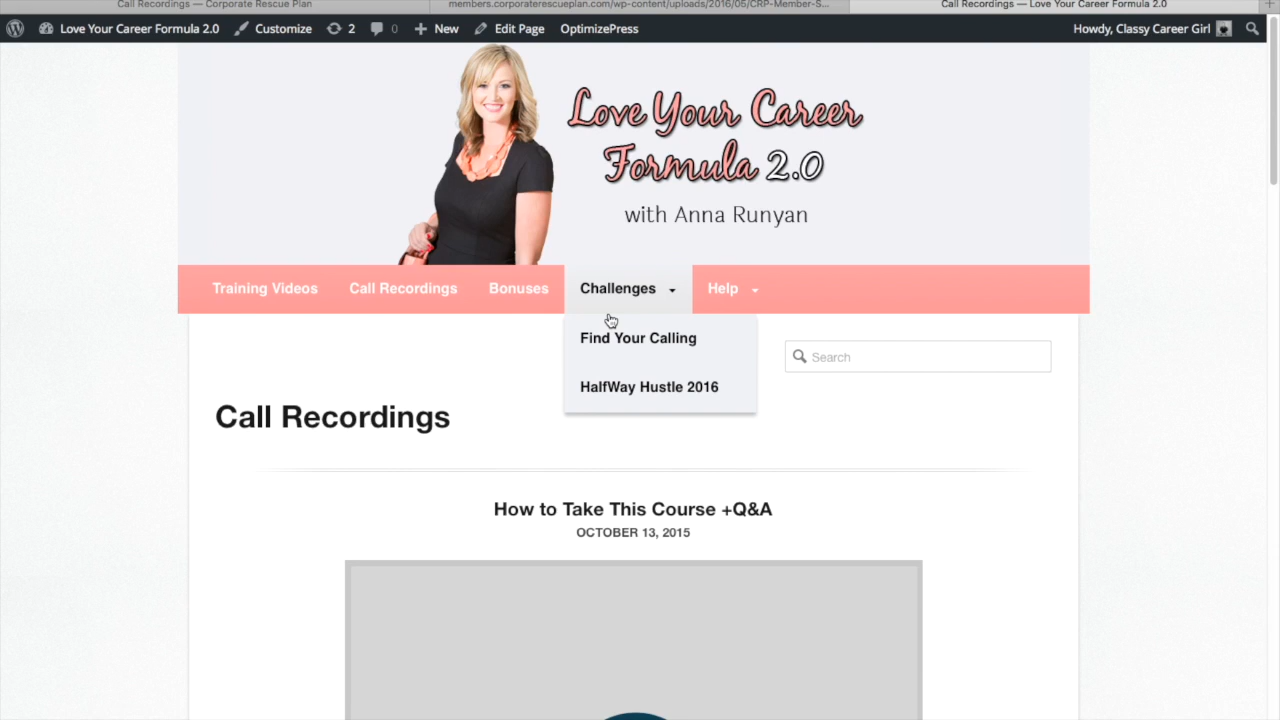 Call Recordings — Corporate Rescue Plan
members.corporaterescueplan.com/wp-content/uploads/2016/05/CRP-Member-S...
Call Recordings — Love Your Career Formula 2.0
Love Your Career Formula 2.0
Customize
2
0
New
Edit Page
OptimizePress
Howdy, Classy Career Girl
Love Your Career
Formula 2.0
with Anna Runyan
Training Videos
Call Recordings
Bonuses
Challenges
Help
Find Your Calling
HalfWay Hustle 2016
Search
Call Recordings
How to Take This Course +Q&A
OCTOBER 13, 2015